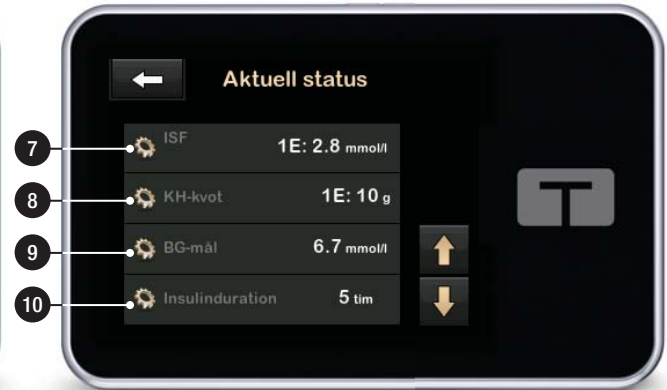 Aktuell status
7 ISF 1E: 2.8 mmol/l
8 KH-kvot 1E: 10 g
9 BG-mål 6.7 mmol/l
10 Insulinduration 5 tim